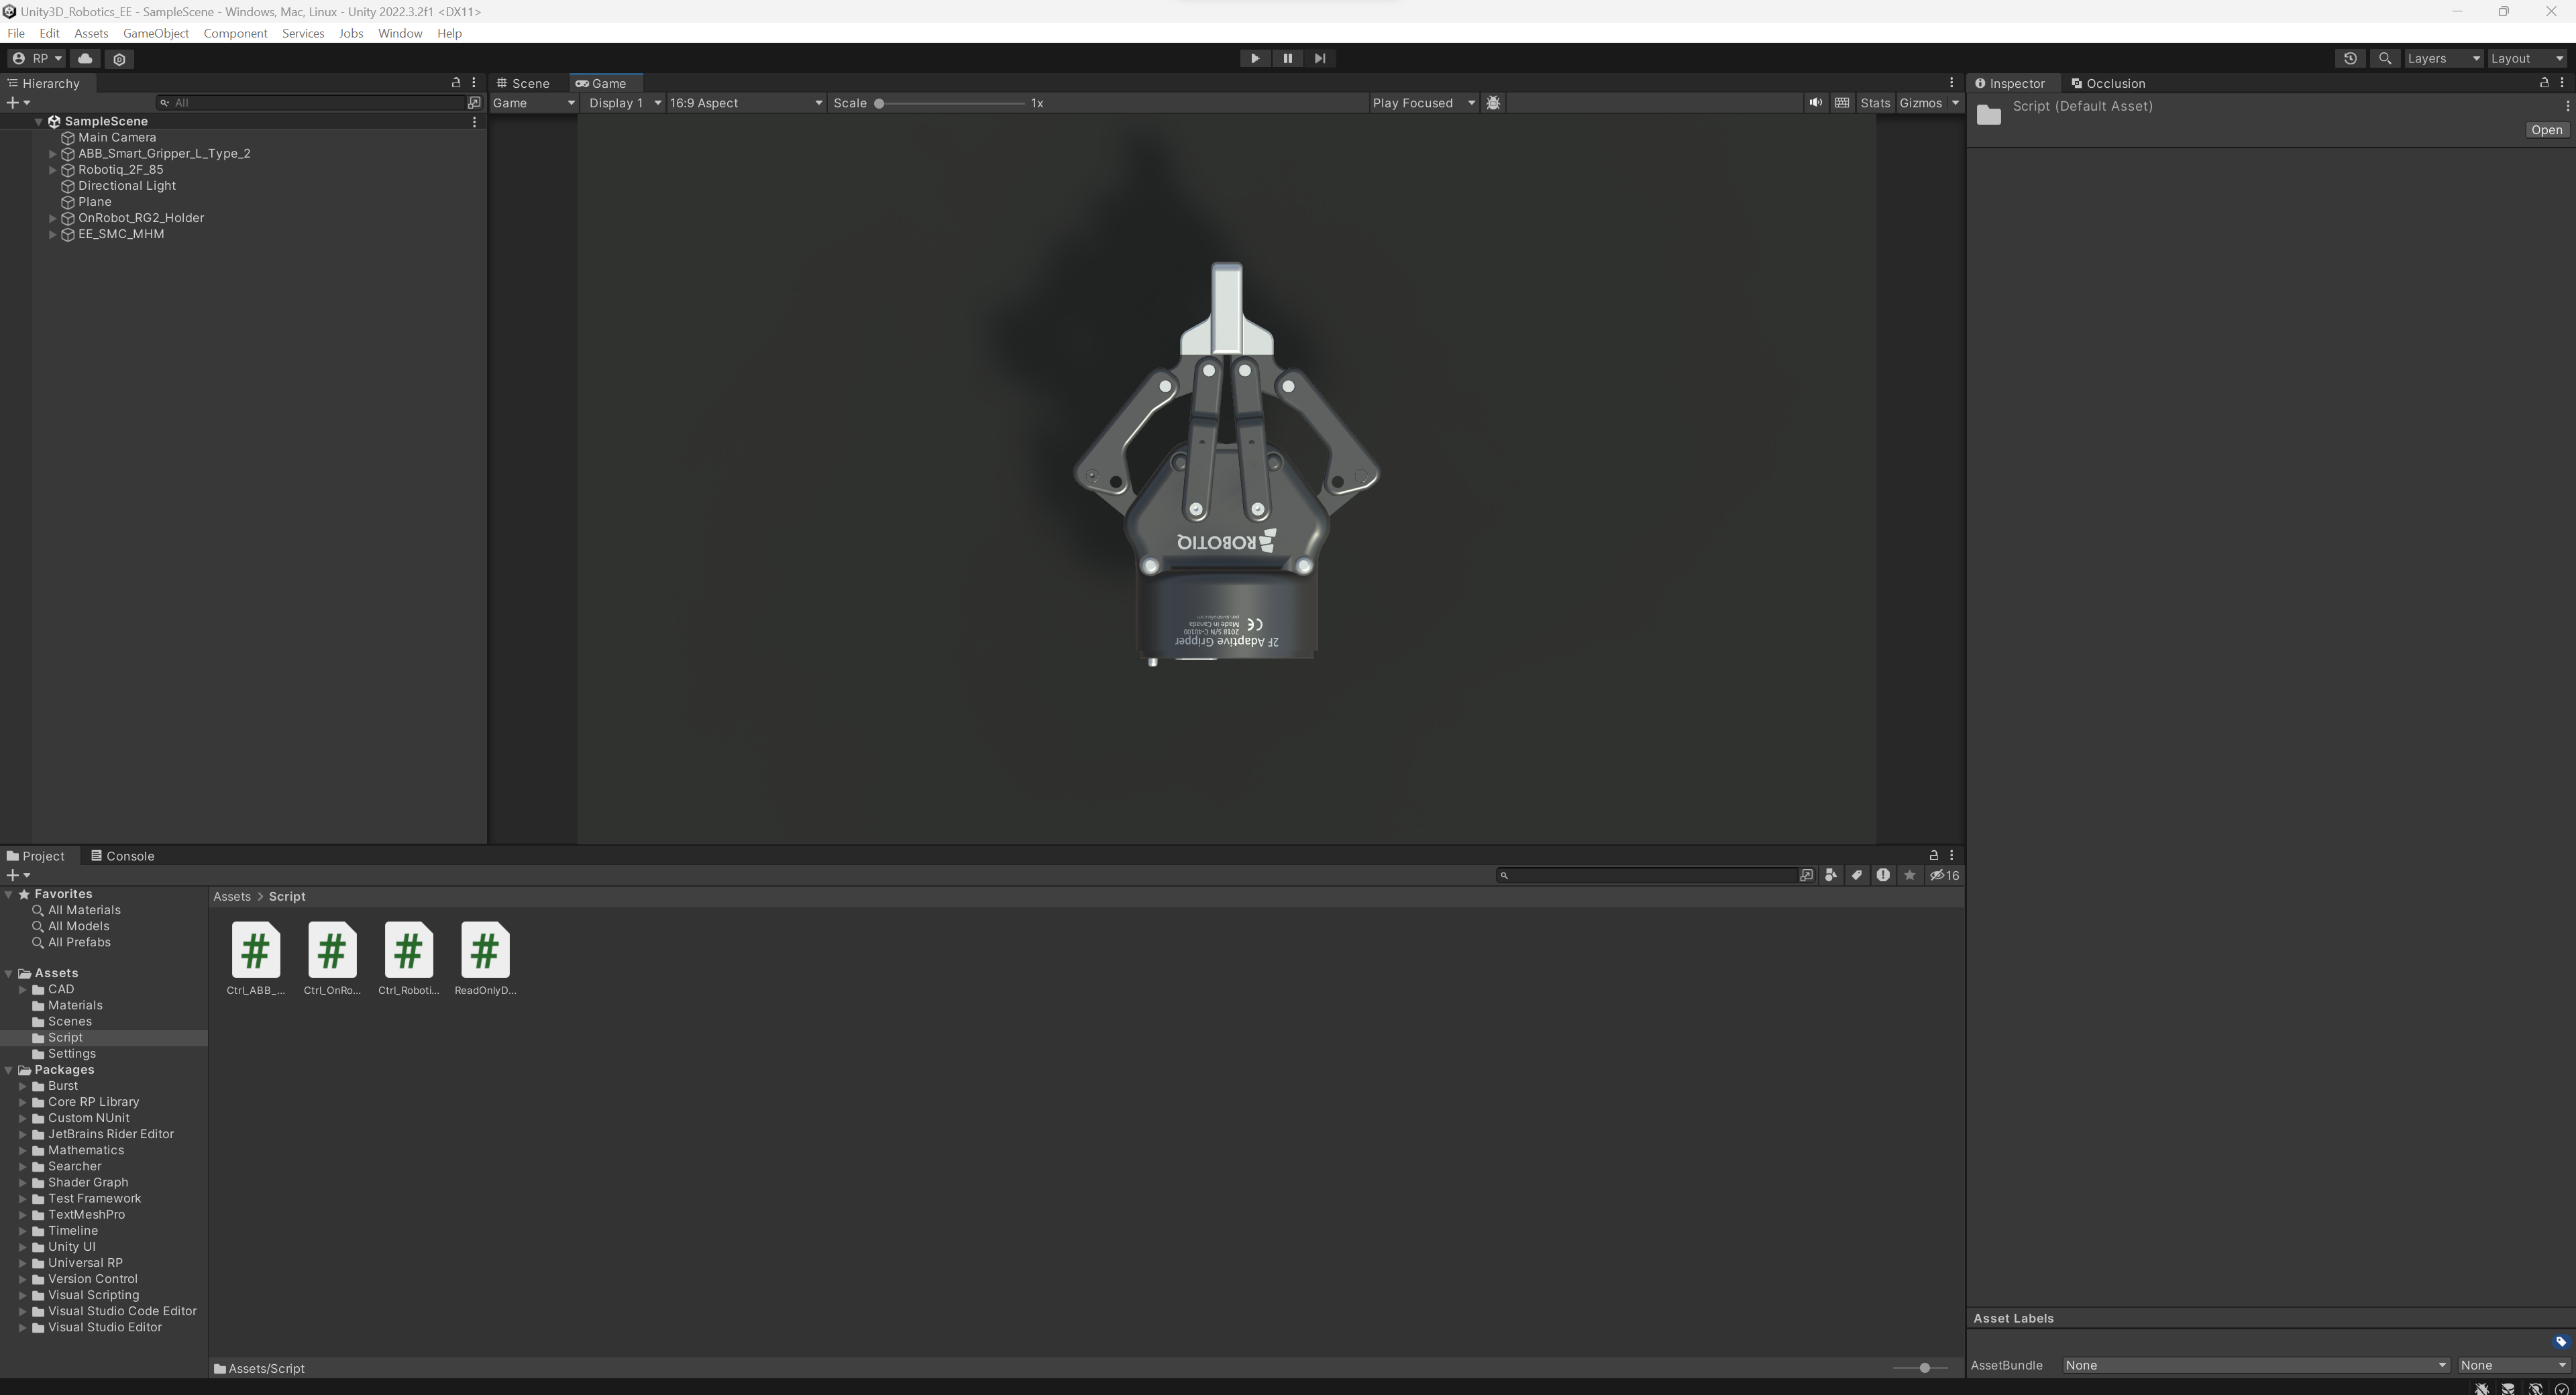 Unity3D_Robotics_EE - SampleScene - Windows, Mac, Linux - Unity 2022.3.2f1 <DX11>
File Edit Assets GameObject Component Services Jobs Window Help
RP
Layers Layout
Hierarchy
All
SampleScene
Main Camera
ABB_Smart_Gripper_L_Type_2
Robotiq_2F_85
Directional Light
Plane
OnRobot_RG2_Holder
EE_SMC_MHM
Scene Game
Game Display 1 16:9 Aspect Scale 1x Play Focused Stats Gizmos
ROBOTIQ
2F Adaptive Gripper
2018 S/N C-40100
Made in Canada
CE
Inspector Occlusion
Script (Default Asset)
Open
Project Console
16
Favorites
All Materials
All Models
All Prefabs
Assets
CAD
Materials
Scenes
Script
Settings
Packages
Burst
Core RP Library
Custom NUnit
JetBrains Rider Editor
Mathematics
Searcher
Shader Graph
Test Framework
TextMeshPro
Timeline
Unity UI
Universal RP
Version Control
Visual Scripting
Visual Studio Code Editor
Visual Studio Editor
Assets > Script
# # # #
Ctrl_ABB_... Ctrl_OnRo... Ctrl_Roboti... ReadOnlyD...
Assets/Script
Asset Labels
AssetBundle None None